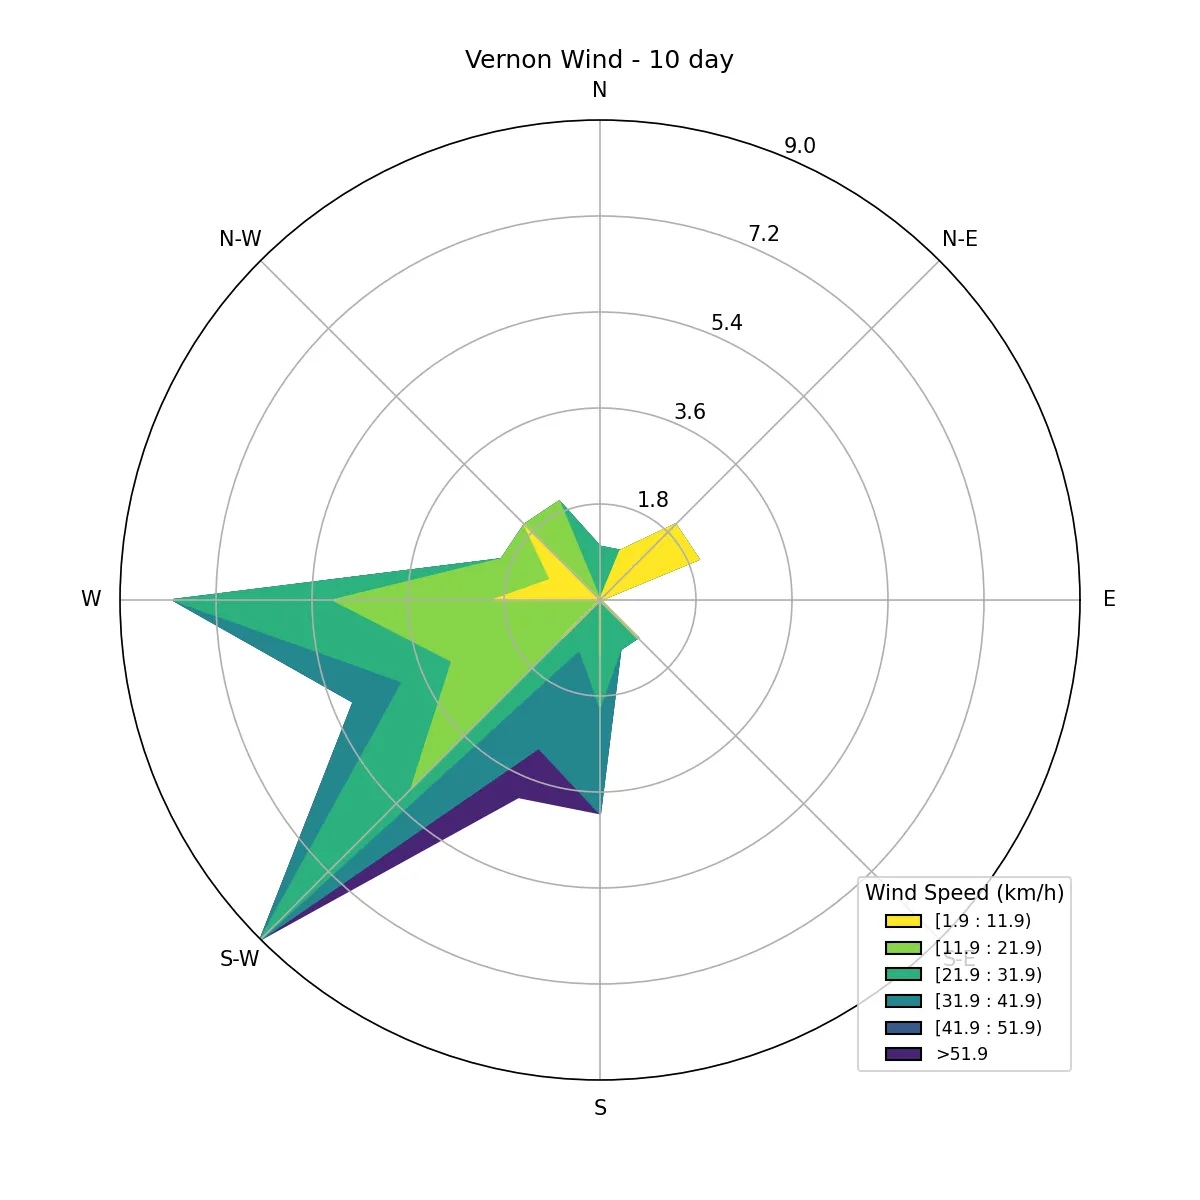 Vernon Wind - 10 day
N
9.0
N-W
N-E
7.2
5.4
3.6
1.8
W
E
S-W
S-E
S
Wind Speed (km/h)
[1.9 : 11.9)
[11.9 : 21.9)
[21.9 : 31.9)
[31.9 : 41.9)
[41.9 : 51.9)
>51.9